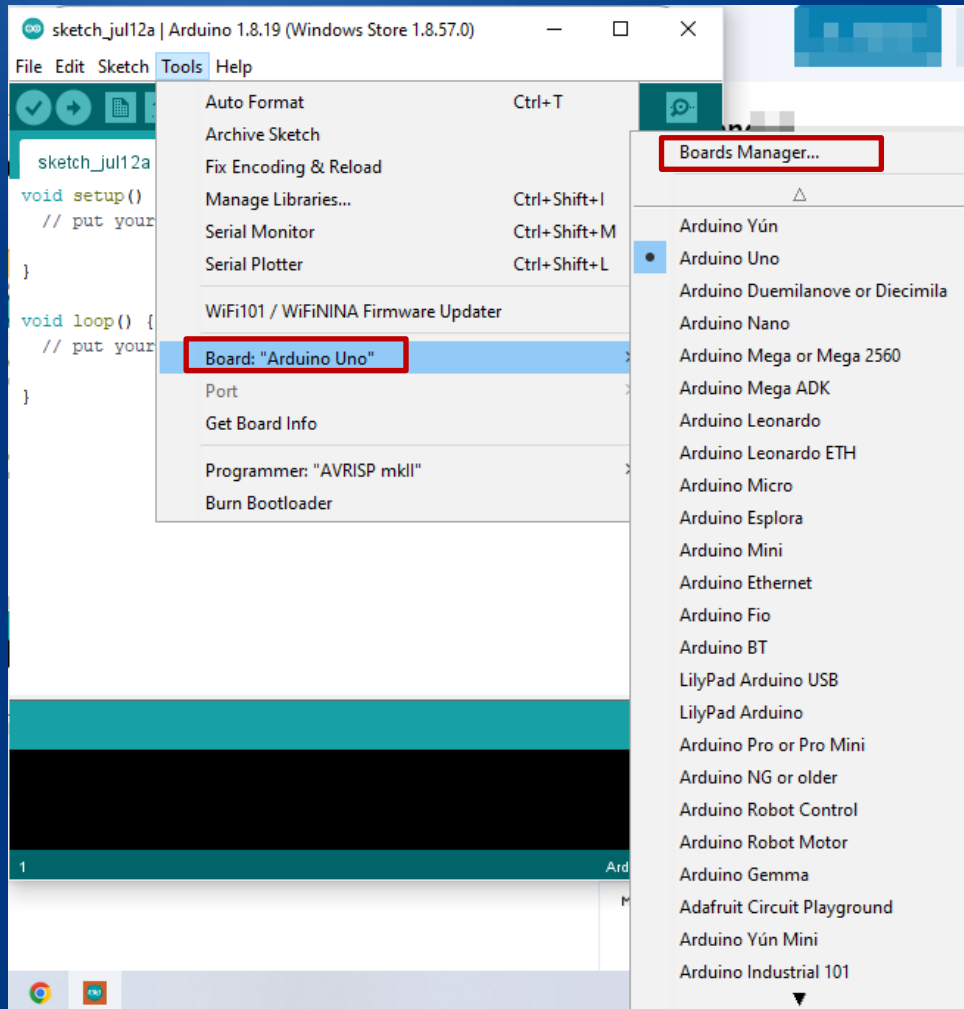 sketch_jul12a | Arduino 1.8.19 (Windows Store 1.8.57.0)
File Edit Sketch Tools Help
sketch_jul12a
void setup()
// put your
}
void loop() {
// put your
}
Auto Format Ctrl+T
Archive Sketch
Fix Encoding & Reload
Manage Libraries... Ctrl+Shift+I
Serial Monitor Ctrl+Shift+M
Serial Plotter Ctrl+Shift+L
WiFi101 / WiFiNINA Firmware Updater
Board: "Arduino Uno"
Port
Get Board Info
Programmer: "AVRISP mkII"
Burn Bootloader
Boards Manager...
Arduino Yún
Arduino Uno
Arduino Duemilanove or Diecimila
Arduino Nano
Arduino Mega or Mega 2560
Arduino Mega ADK
Arduino Leonardo
Arduino Leonardo ETH
Arduino Micro
Arduino Esplora
Arduino Mini
Arduino Ethernet
Arduino Fio
Arduino BT
LilyPad Arduino USB
LilyPad Arduino
Arduino Pro or Pro Mini
Arduino NG or older
Arduino Robot Control
Arduino Robot Motor
Arduino Gemma
Adafruit Circuit Playground
Arduino Yún Mini
Arduino Industrial 101
1 Ard